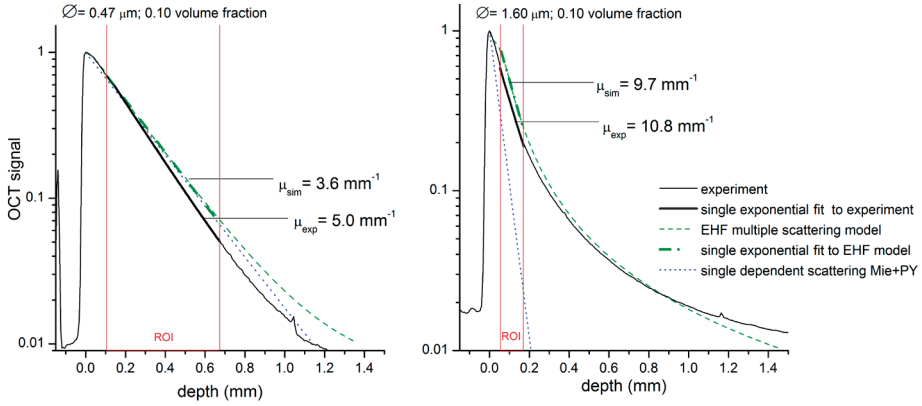 ∅= 0.47 μm; 0.10 volume fraction
OCT signal
1
0.1
0.01
μsim= 3.6 mm-1
μexp= 5.0 mm-1
ROI
0.0 0.2 0.4 0.6 0.8 1.0 1.2 1.4
depth (mm)
∅= 1.60 μm; 0.10 volume fraction
1
0.1
0.01
μsim= 9.7 mm-1
μexp= 10.8 mm-1
experiment
single exponential fit to experiment
EHF multiple scattering model
single exponential fit to EHF model
single dependent scattering Mie+PY
ROI
0.0 0.2 0.4 0.6 0.8 1.0 1.2 1.4
depth (mm)